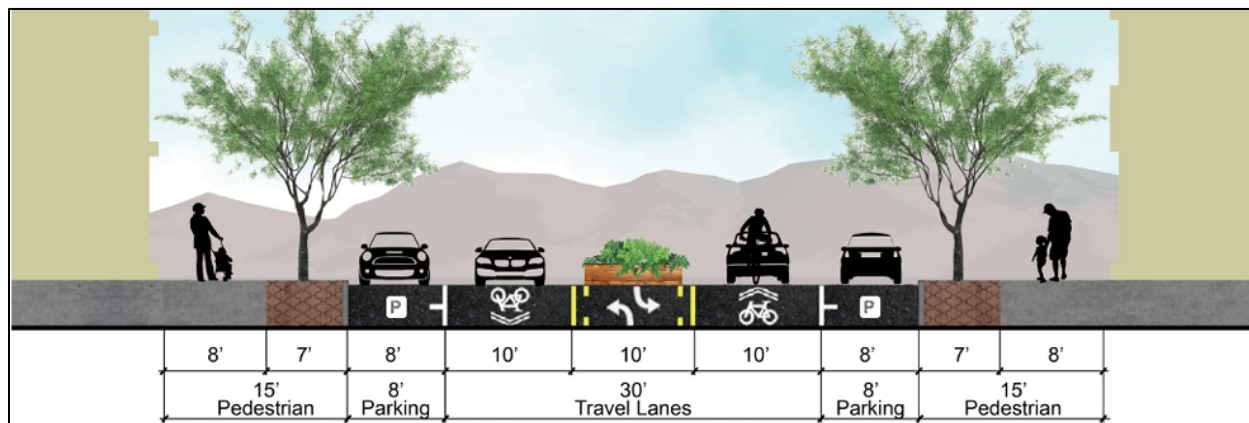 P P
8’ 7’ 8’ 10’ 10’ 10’ 8’ 7’ 8’
15’ 8’ 30’ 8’ 15’
Pedestrian Parking Travel Lanes Parking Pedestrian